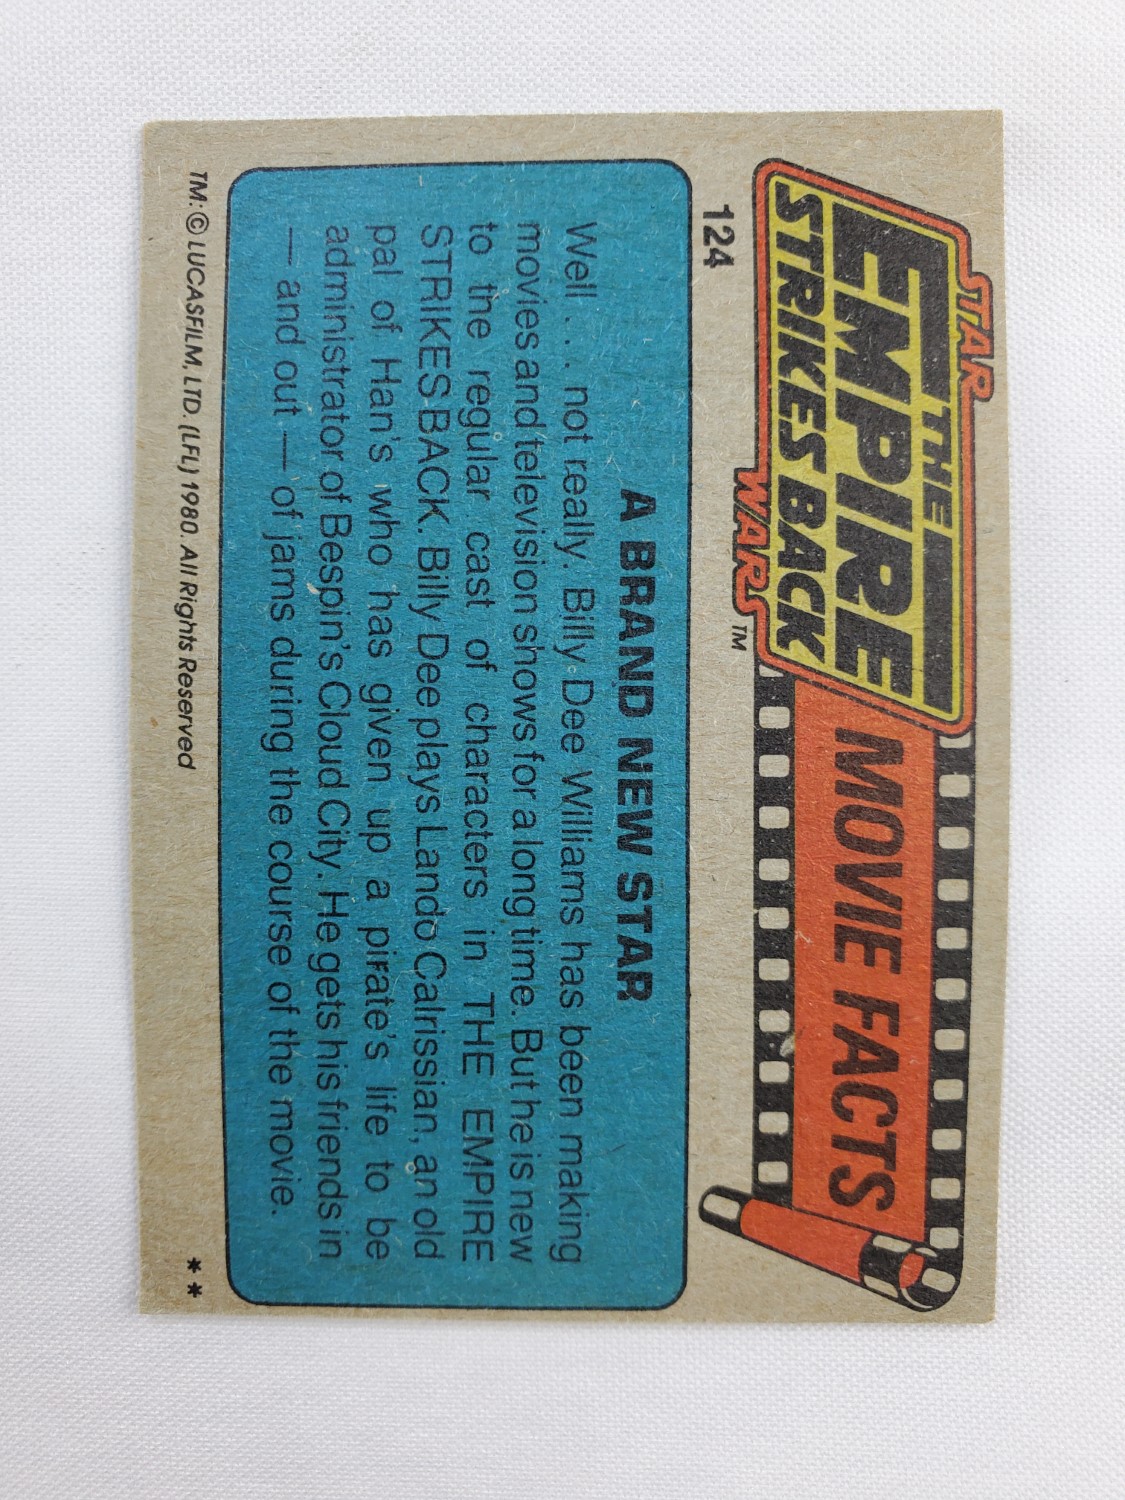 STAR
THE
EMPIRE
STRIKES BACK
WARS™
MOVIE FACTS
124
A BRAND NEW STAR
Well . . . not really. Billy Dee Williams has been making
movies and television shows for a long time. But he is new
to the regular cast of characters in THE EMPIRE
STRIKES BACK. Billy Dee plays Lando Calrissian, an old
pal of Han's who has given up a pirate's life to be
administrator of Bespin's Cloud City. He gets his friends in
— and out — of jams during the course of the movie.
TM: © LUCASFILM, LTD. (LFL) 1980. All Rights Reserved
**